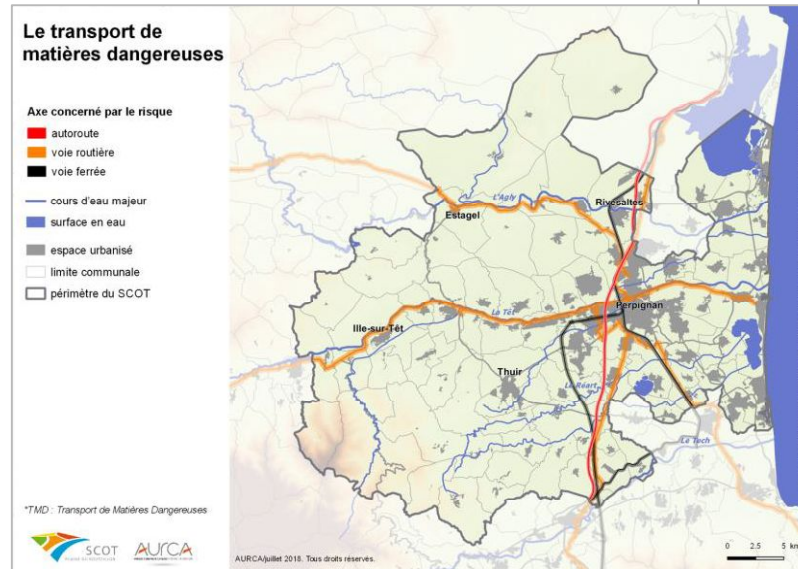 Le transport de
matières dangereuses
Axe concerné par le risque
autoroute
voie routière
voie ferrée
cours d'eau majeur
surface en eau
espace urbanisé
limite communale
périmètre du SCOT
*TMD : Transport de Matières Dangereuses
SCOT
AURCA
L'Agly
Rivesaltes
Estagel
La Têt
Perpignan
Ille-sur-Têt
Thuir
Le Réart
Le Tech
AURCA/juillet 2018. Tous droits réservés.
0 2.5 5 km